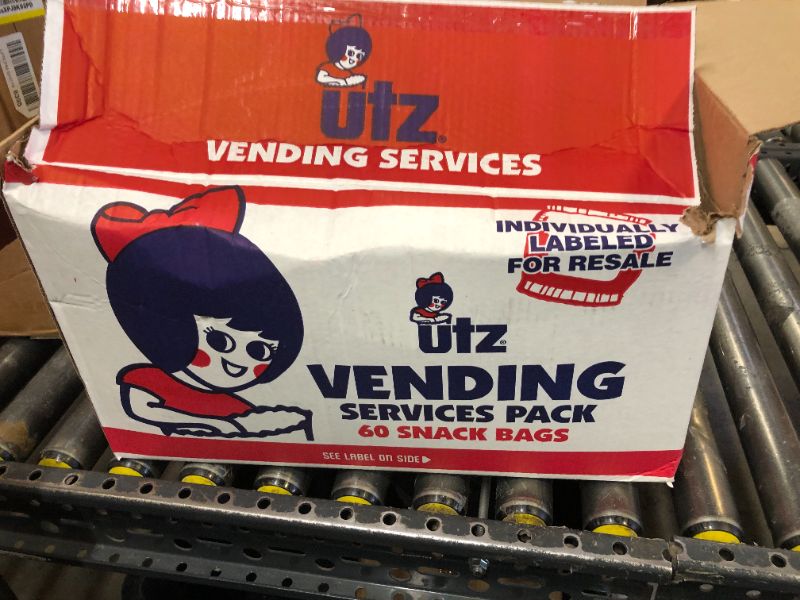 Utz
VENDING SERVICES
INDIVIDUALLY
LABELED
FOR RESALE
Utz
VENDING
SERVICES PACK
60 SNACK BAGS
SEE LABEL ON SIDE